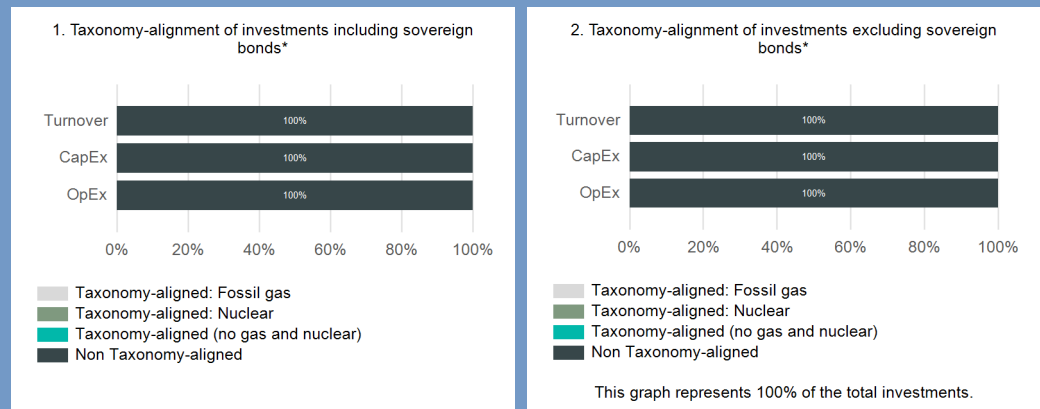 1. Taxonomy-alignment of investments including sovereign
bonds*
Turnover
100%
CapEx
100%
OpEx
100%
0% 20% 40% 60% 80% 100%
Taxonomy-aligned: Fossil gas
Taxonomy-aligned: Nuclear
Taxonomy-aligned (no gas and nuclear)
Non Taxonomy-aligned
2. Taxonomy-alignment of investments excluding sovereign
bonds*
Turnover
100%
CapEx
100%
OpEx
100%
0% 20% 40% 60% 80% 100%
Taxonomy-aligned: Fossil gas
Taxonomy-aligned: Nuclear
Taxonomy-aligned (no gas and nuclear)
Non Taxonomy-aligned
This graph represents 100% of the total investments.